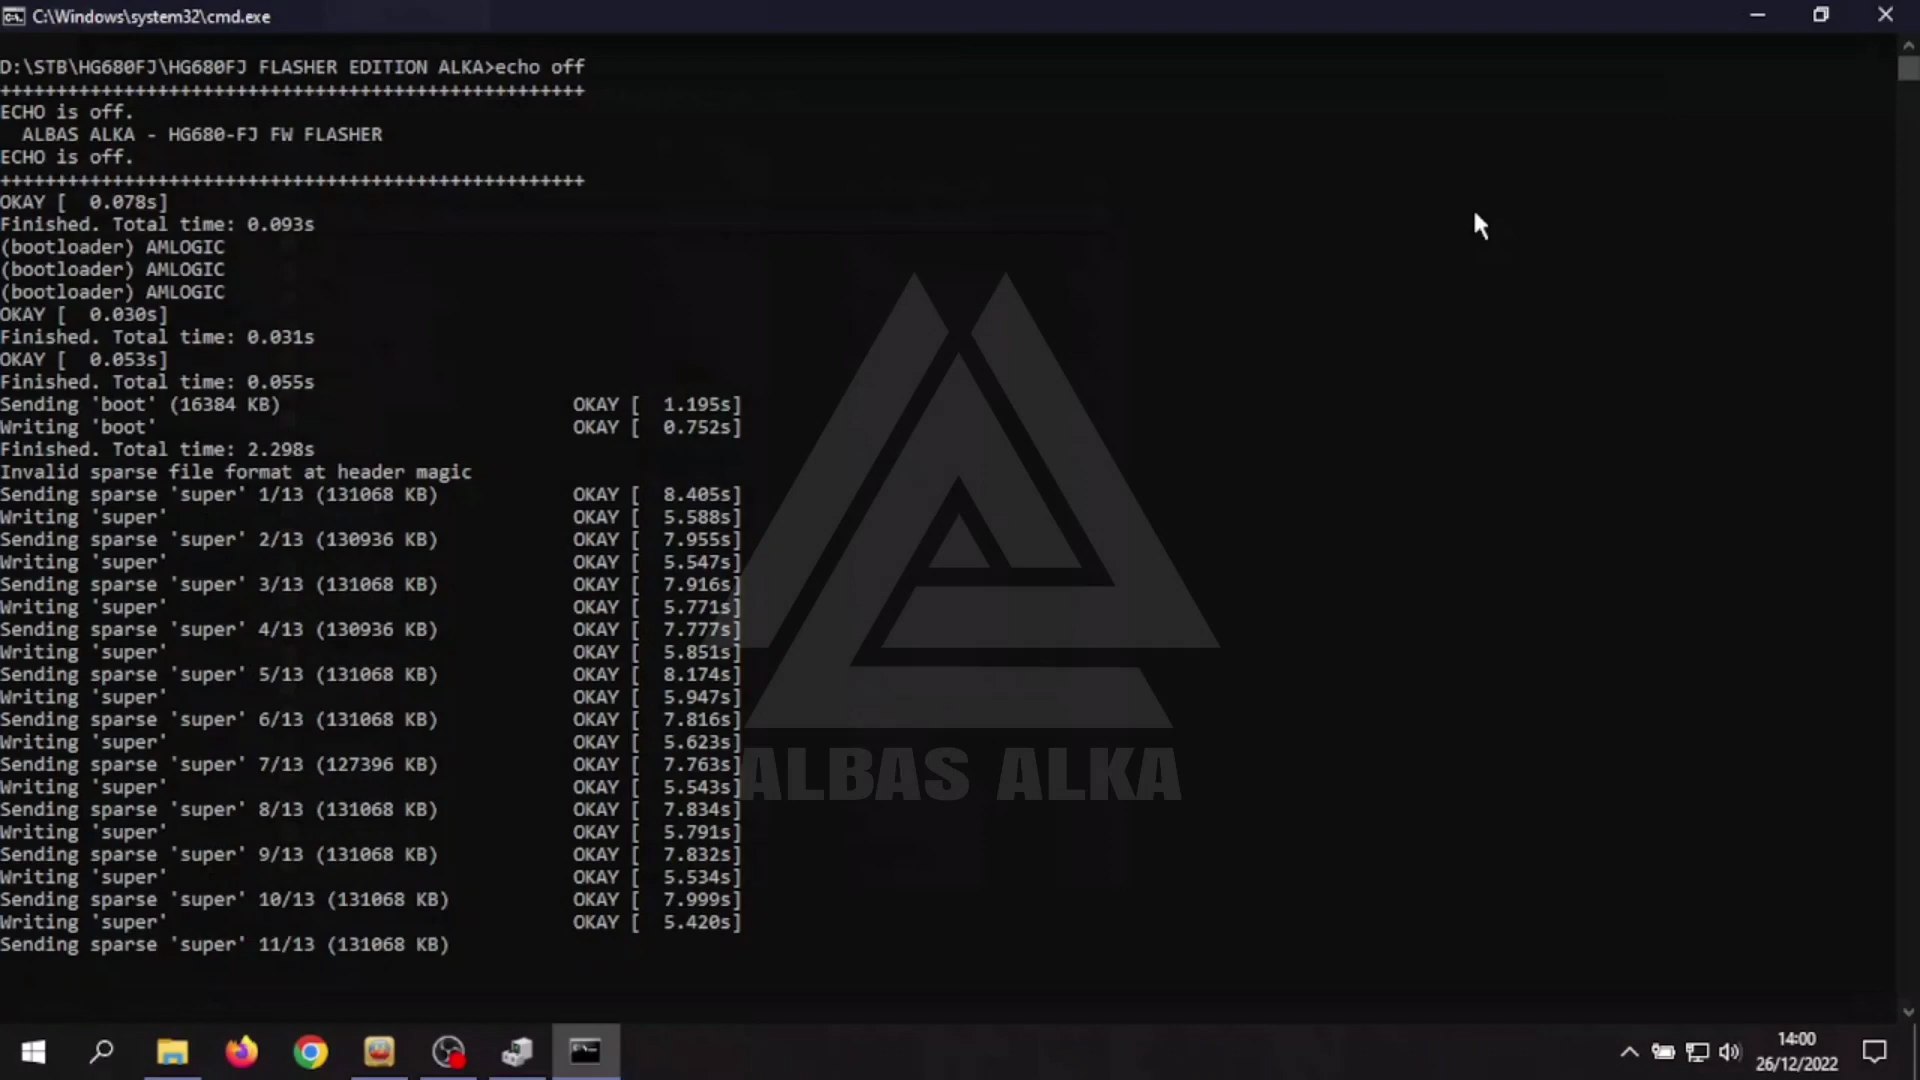 C:\Windows\system32\cmd.exe
D:\STB\HG680FJ\HG680FJ FLASHER EDITION ALKA>echo off
++++++++++++++++++++++++++++++++++++++++++++++++++++
ECHO is off.
ALBAS ALKA - HG680-FJ FW FLASHER
ECHO is off.
++++++++++++++++++++++++++++++++++++++++++++++++++++
OKAY [  0.078s]
Finished. Total time: 0.093s
(bootloader) AMLOGIC
(bootloader) AMLOGIC
(bootloader) AMLOGIC
OKAY [  0.030s]
Finished. Total time: 0.031s
OKAY [  0.053s]
Finished. Total time: 0.055s
Sending 'boot' (16384 KB) OKAY [  1.195s]
Writing 'boot' OKAY [  0.752s]
Finished. Total time: 2.298s
Invalid sparse file format at header magic
Sending sparse 'super' 1/13 (131068 KB) OKAY [  8.405s]
Writing 'super' OKAY [  5.588s]
Sending sparse 'super' 2/13 (130936 KB) OKAY [  7.955s]
Writing 'super' OKAY [  5.547s]
Sending sparse 'super' 3/13 (131068 KB) OKAY [  7.916s]
Writing 'super' OKAY [  5.771s]
Sending sparse 'super' 4/13 (130936 KB) OKAY [  7.777s]
Writing 'super' OKAY [  5.851s]
Sending sparse 'super' 5/13 (131068 KB) OKAY [  8.174s]
Writing 'super' OKAY [  5.947s]
Sending sparse 'super' 6/13 (131068 KB) OKAY [  7.816s]
Writing 'super' OKAY [  5.623s]
Sending sparse 'super' 7/13 (127396 KB) OKAY [  7.763s]
Writing 'super' OKAY [  5.543s]
Sending sparse 'super' 8/13 (131068 KB) OKAY [  7.834s]
Writing 'super' OKAY [  5.791s]
Sending sparse 'super' 9/13 (131068 KB) OKAY [  7.832s]
Writing 'super' OKAY [  5.534s]
Sending sparse 'super' 10/13 (131068 KB) OKAY [  7.999s]
Writing 'super' OKAY [  5.420s]
Sending sparse 'super' 11/13 (131068 KB)
ALBAS ALKA
14:00
26/12/2022